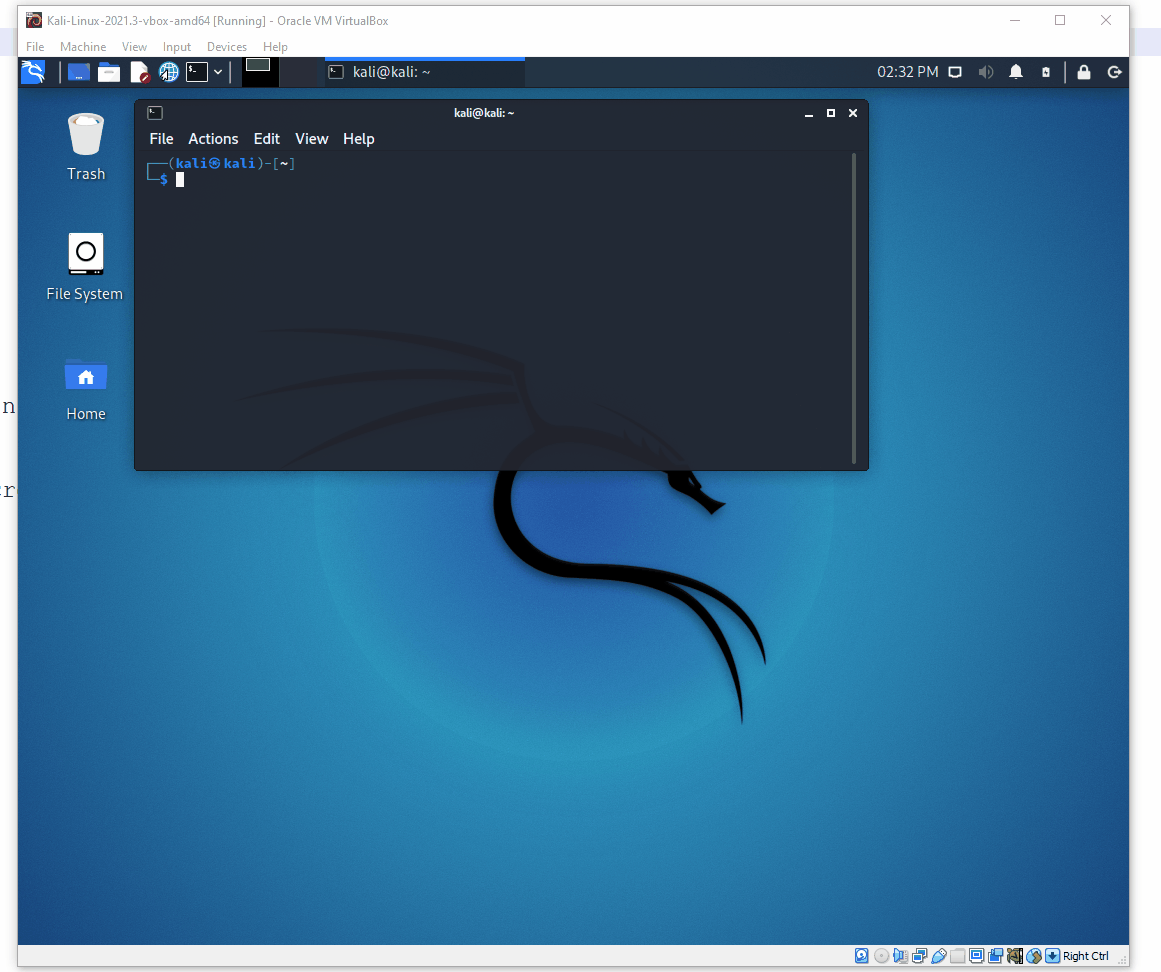 Kali-Linux-2021.3-vbox-amd64 [Running] - Oracle VM VirtualBox
File Machine View Input Devices Help
kali@kali: ~
02:32 PM
kali@kali: ~
File Actions Edit View Help
(kali㉿kali)-[~]
$
Trash
File System
Home
n
Right Ctrl